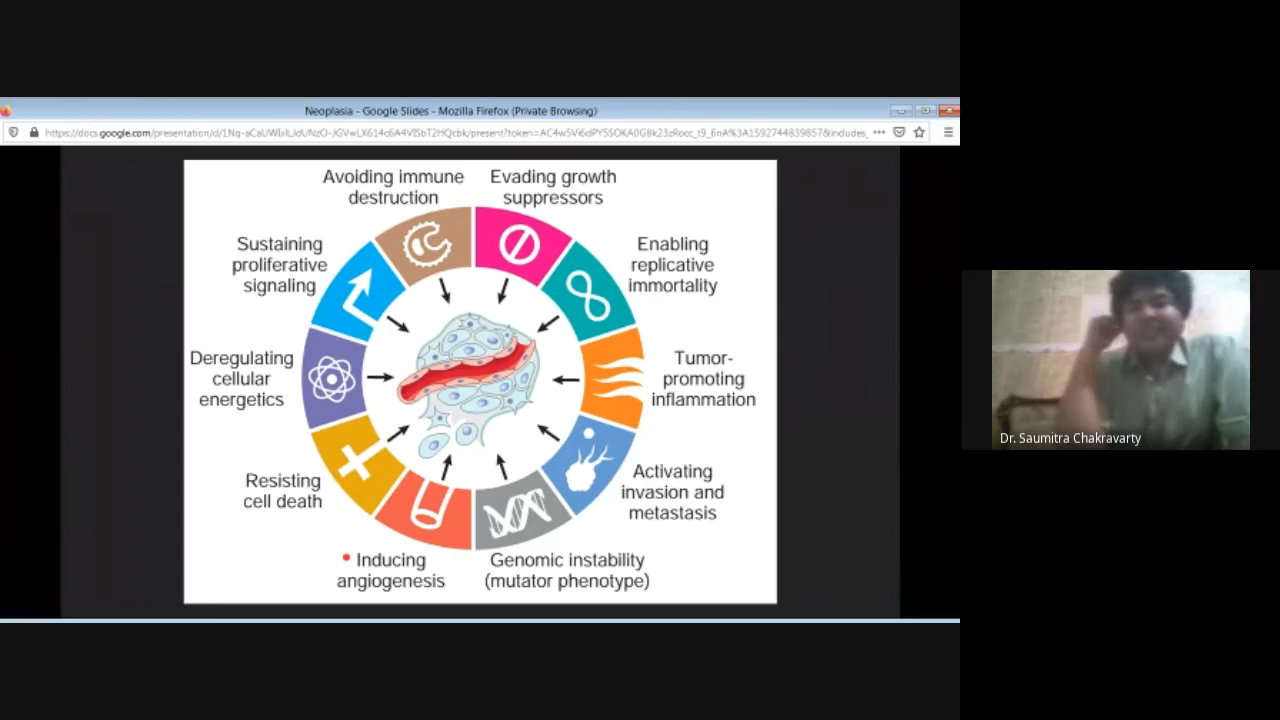 Neoplasia - Google Slides - Mozilla Firefox (Private Browsing)
Avoiding immune
destruction
Evading growth
suppressors
Sustaining
proliferative
signaling
Enabling
replicative
immortality
Deregulating
cellular
energetics
Tumor-
promoting
inflammation
Resisting
cell death
Activating
invasion and
metastasis
Inducing
angiogenesis
Genomic instability
(mutator phenotype)
Dr. Saumitra Chakravarty